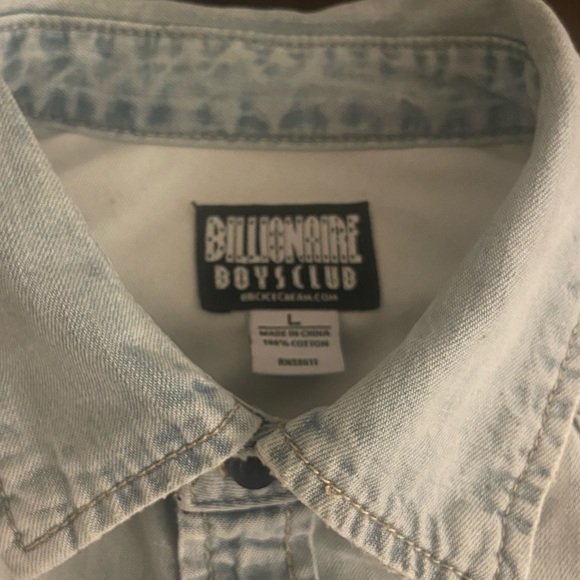 BILLIONAIRE
BOYS CLUB
BBCICECREAM.COM
L
MADE IN CHINA
100% COTTON